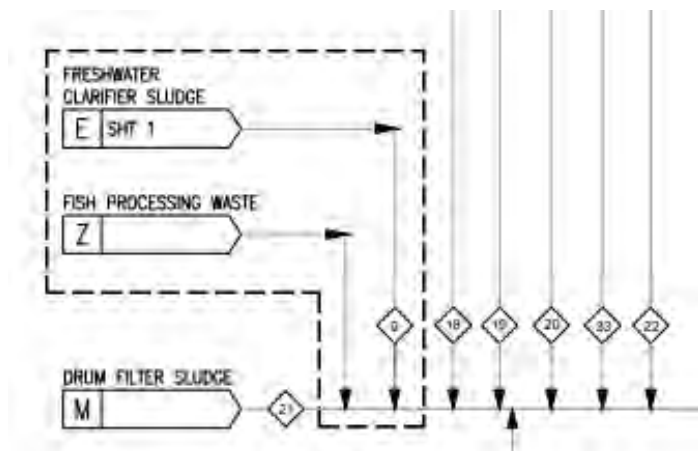 FRESHWATER
CLARIFIER SLUDGE
E SHT 1
FISH PROCESSING WASTE
Z
9 18 19 20 33 22
DRUM FILTER SLUDGE
M 21